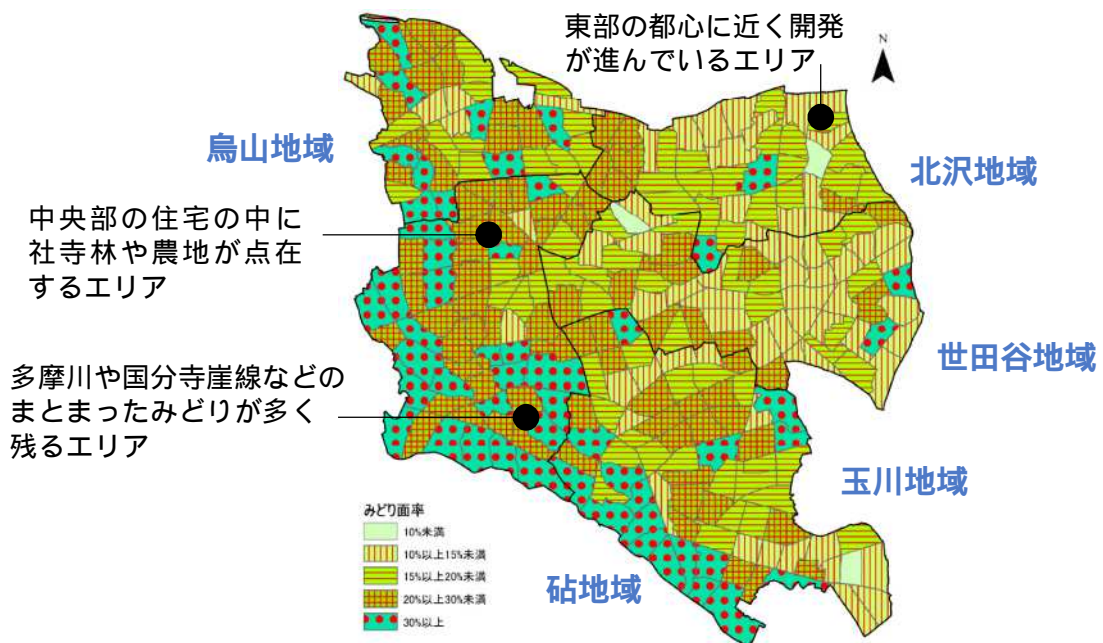 東部の都心に近く開発
が進んでいるエリア
N
烏山地域
北沢地域
中央部の住宅の中に
社寺林や農地が点在
するエリア
世田谷地域
多摩川や国分寺崖線などの
まとまったみどりが多く
残るエリア
玉川地域
砧地域
みどり面率
10%未満
10%以上15%未満
15%以上20%未満
20%以上30%未満
30%以上